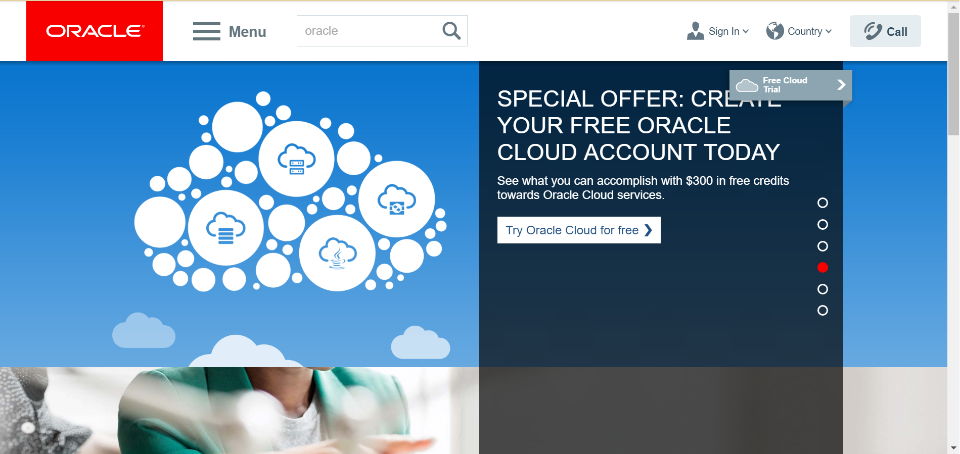 ORACLE®
Menu
oracle
Sign In
Country
Call
Free Cloud
Trial
SPECIAL OFFER: CREATE
YOUR FREE ORACLE
CLOUD ACCOUNT TODAY
See what you can accomplish with $300 in free credits
towards Oracle Cloud services.
Try Oracle Cloud for free